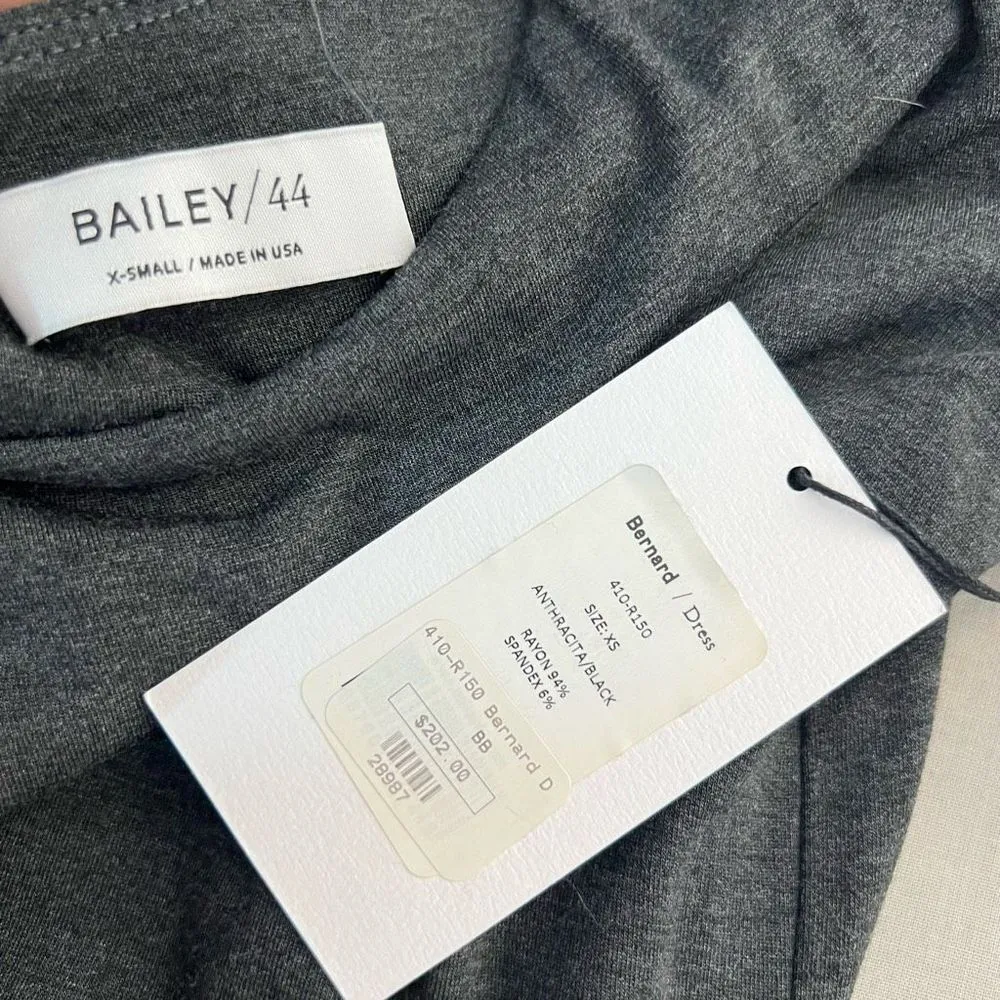 BAILEY/44
X-SMALL / MADE IN USA
Bernard / Dress
410-R150
SIZE:XS
ANTHRACITA/BLACK
RAYON 94%
SPANDEX 6%
410-R150 Bernard D
BB
$202.00
28987